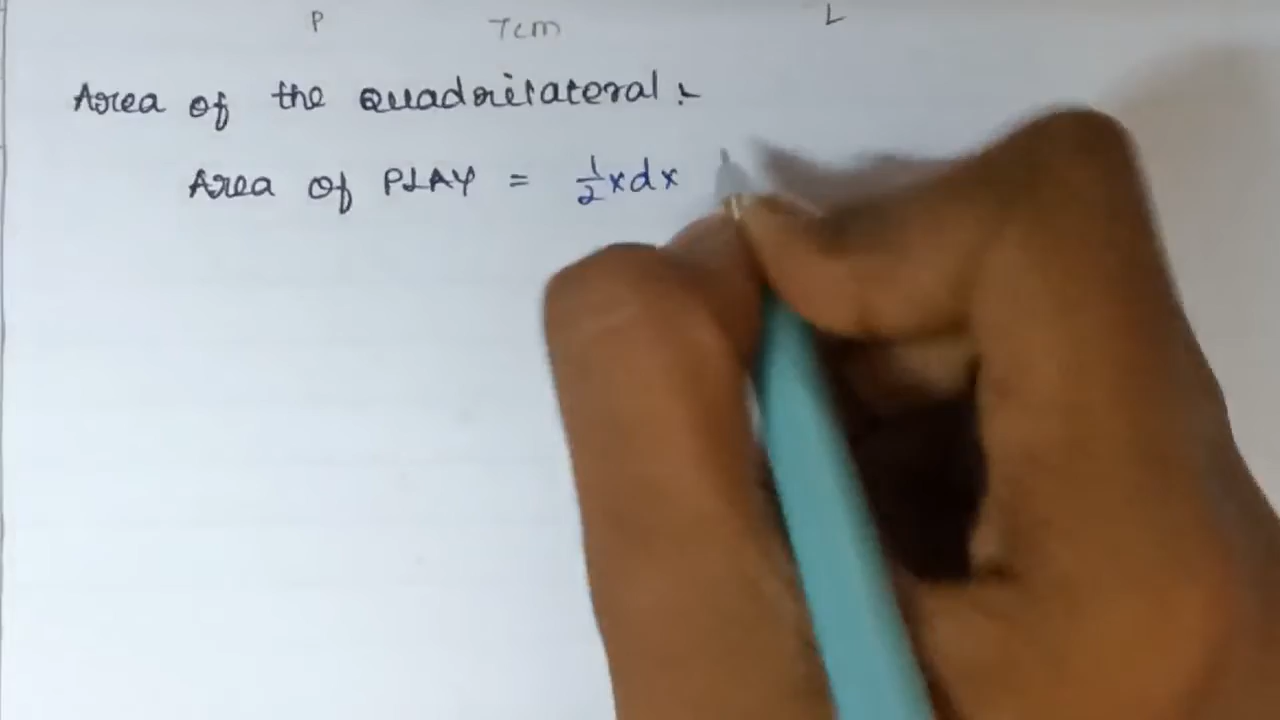 P 7cm L
Area of the Quadrilateral :-
Area of PLAY = 1/2 x d x